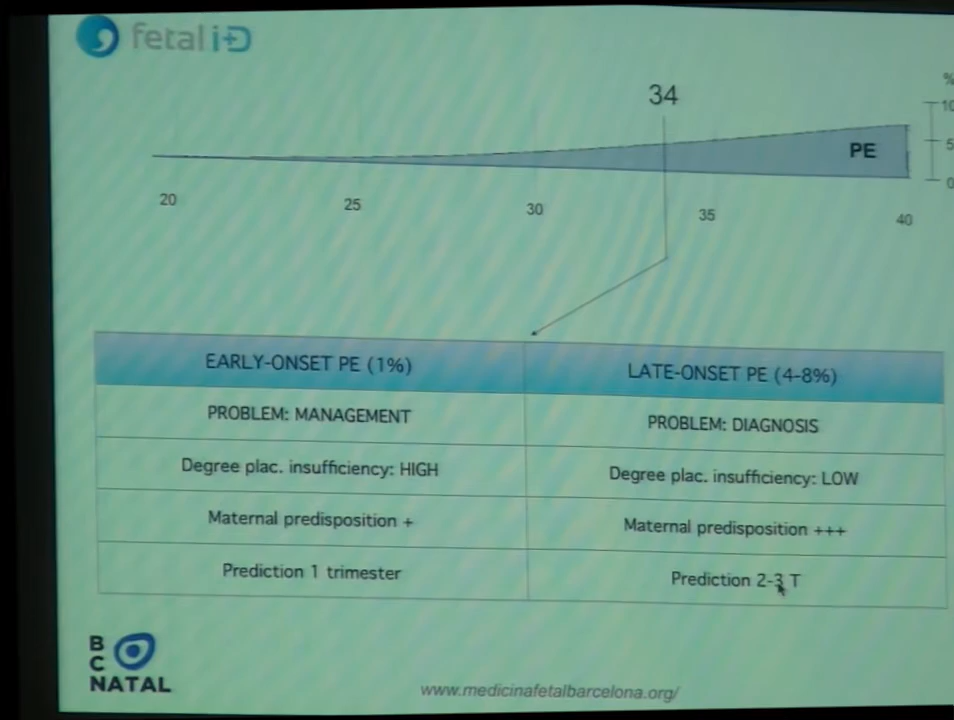 fetal i+D
34
%
10
5
0
PE
20 25 30 35 40
EARLY-ONSET PE (1%) LATE-ONSET PE (4-8%)
PROBLEM: MANAGEMENT PROBLEM: DIAGNOSIS
Degree plac. insufficiency: HIGH Degree plac. insufficiency: LOW
Maternal predisposition + Maternal predisposition +++
Prediction 1 trimester Prediction 2-3 T
B
C
NATAL
www.medicinafetalbarcelona.org/